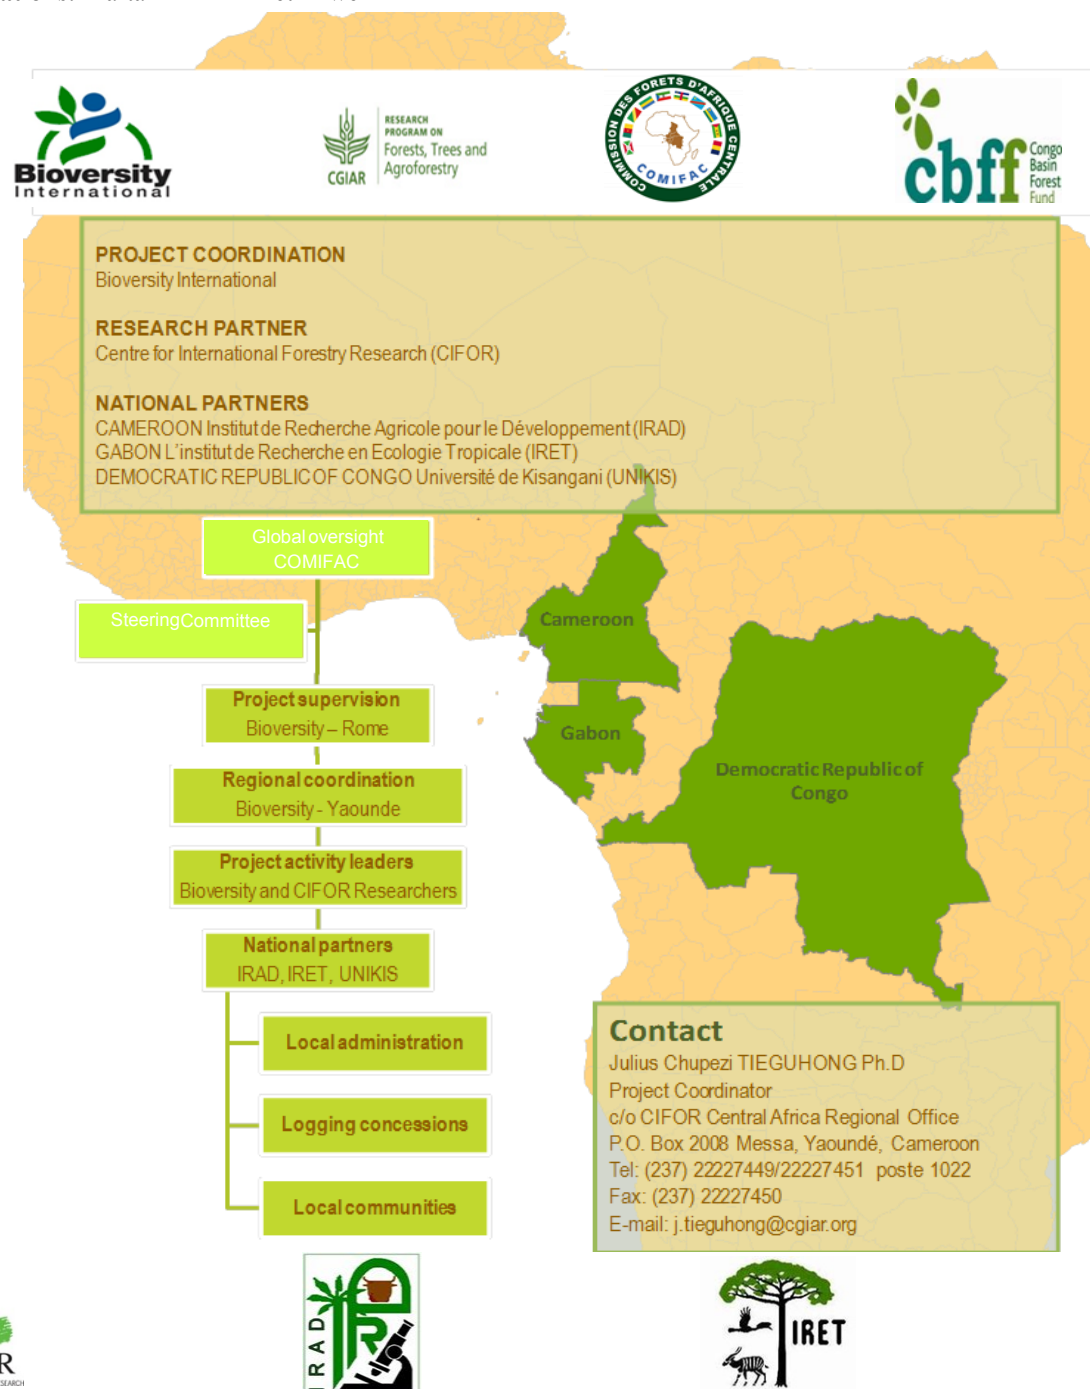 Bioversity
International
CGIAR
RESEARCH
PROGRAM ON
Forests, Trees and
Agroforestry
COMMISSION DES FORETS D'AFRIQUE CENTRALE
COMIFAC
cbff
Congo
Basin
Forest
Fund
PROJECT COORDINATION
Bioversity International
RESEARCH PARTNER
Centre for International Forestry Research (CIFOR)
NATIONAL PARTNERS
CAMEROON Institut de Recherche Agricole pour le Développement (IRAD)
GABON L'institut de Recherche en Ecologie Tropicale (IRET)
DEMOCRATIC REPUBLIC OF CONGO Université de Kisangani (UNIKIS)
Global oversight
COMIFAC
Steering Committee
Project supervision
Bioversity – Rome
Regional coordination
Bioversity - Yaounde
Project activity leaders
Bioversity and CIFOR Researchers
National partners
IRAD, IRET, UNIKIS
Local administration
Logging concessions
Local communities
Cameroon
Gabon
Democratic Republic of
Congo
Contact
Julius Chupezi TIEGUHONG Ph.D
Project Coordinator
c/o CIFOR Central Africa Regional Office
P.O. Box 2008 Messa, Yaoundé, Cameroon
Tel: (237) 22227449/22227451 poste 1022
Fax: (237) 22227450
E-mail: j.tieguhong@cgiar.org
R
IRAD
IRET